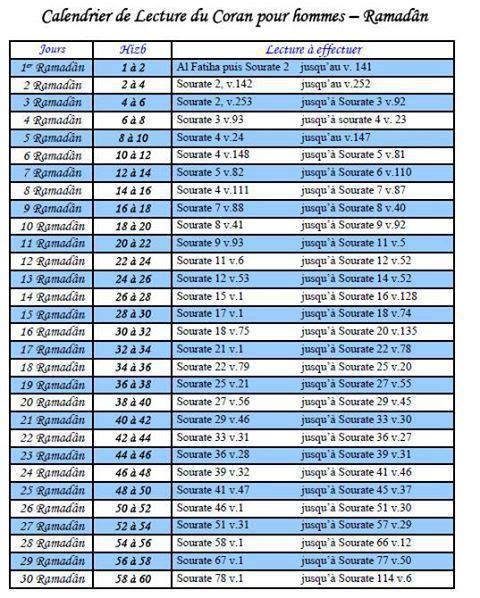 Calendrier de Lecture du Coran pour hommes – Ramadân
Jours Hizb Lecture à effectuer
1er Ramadân 1 à 2 Al Fatiha puis Sourate 2 jusqu'au v. 141
2 Ramadân 2 à 4 Sourate 2, v.142 jusqu'au v.252
3 Ramadân 4 à 6 Sourate 2, v.253 jusqu'à Sourate 3 v.92
4 Ramadân 6 à 8 Sourate 3 v.93 jusqu'à sourate 4 v. 23
5 Ramadân 8 à 10 Sourate 4 v.24 jusqu'au v.147
6 Ramadân 10 à 12 Sourate 4 v.148 jusqu'à Sourate 5 v.81
7 Ramadân 12 à 14 Sourate 5 v.82 jusqu'à Sourate 6 v.110
8 Ramadân 14 à 16 Sourate 4 v.111 jusqu'à Sourate 7 v.87
9 Ramadân 16 à 18 Sourate 7 v.88 jusqu'à Sourate 8 v.40
10 Ramadân 18 à 20 Sourate 8 v.41 jusqu'à Sourate 9 v.92
11 Ramadân 20 à 22 Sourate 9 v.93 jusqu'à Sourate 11 v.5
12 Ramadân 22 à 24 Sourate 11 v.6 jusqu'à Sourate 12 v.52
13 Ramadân 24 à 26 Sourate 12 v.53 jusqu'à Sourate 14 v.52
14 Ramadân 26 à 28 Sourate 15 v.1 jusqu'à Sourate 16 v.128
15 Ramadân 28 à 30 Sourate 17 v.1 jusqu'à Sourate 18 v.74
16 Ramadân 30 à 32 Sourate 18 v.75 jusqu'à Sourate 20 v.135
17 Ramadân 32 à 34 Sourate 21 v.1 jusqu'à Sourate 22 v.78
18 Ramadân 34 à 36 Sourate 22 v.79 jusqu'à Sourate 25 v.20
19 Ramadân 36 à 38 Sourate 25 v.21 jusqu'à Sourate 27 v.55
20 Ramadân 38 à 40 Sourate 27 v.56 jusqu'à Sourate 29 v.45
21 Ramadân 40 à 42 Sourate 29 v.46 jusqu'à Sourate 33 v.30
22 Ramadân 42 à 44 Sourate 33 v.31 jusqu'à Sourate 36 v.27
23 Ramadân 44 à 46 Sourate 36 v.28 jusqu'à Sourate 39 v.31
24 Ramadân 46 à 48 Sourate 39 v.32 jusqu'à Sourate 41 v.46
25 Ramadân 48 à 50 Sourate 41 v.47 jusqu'à Sourate 45 v.37
26 Ramadân 50 à 52 Sourate 46 v.1 jusqu'à Sourate 51 v.30
27 Ramadân 52 à 54 Sourate 51 v.31 jusqu'à Sourate 57 v.29
28 Ramadân 54 à 56 Sourate 58 v.1 jusqu'à Sourate 66 v.12
29 Ramadân 56 à 58 Sourate 67 v.1 jusqu'à Sourate 77 v.50
30 Ramadân 58 à 60 Sourate 78 v.1 jusqu'à Sourate 114 v.6